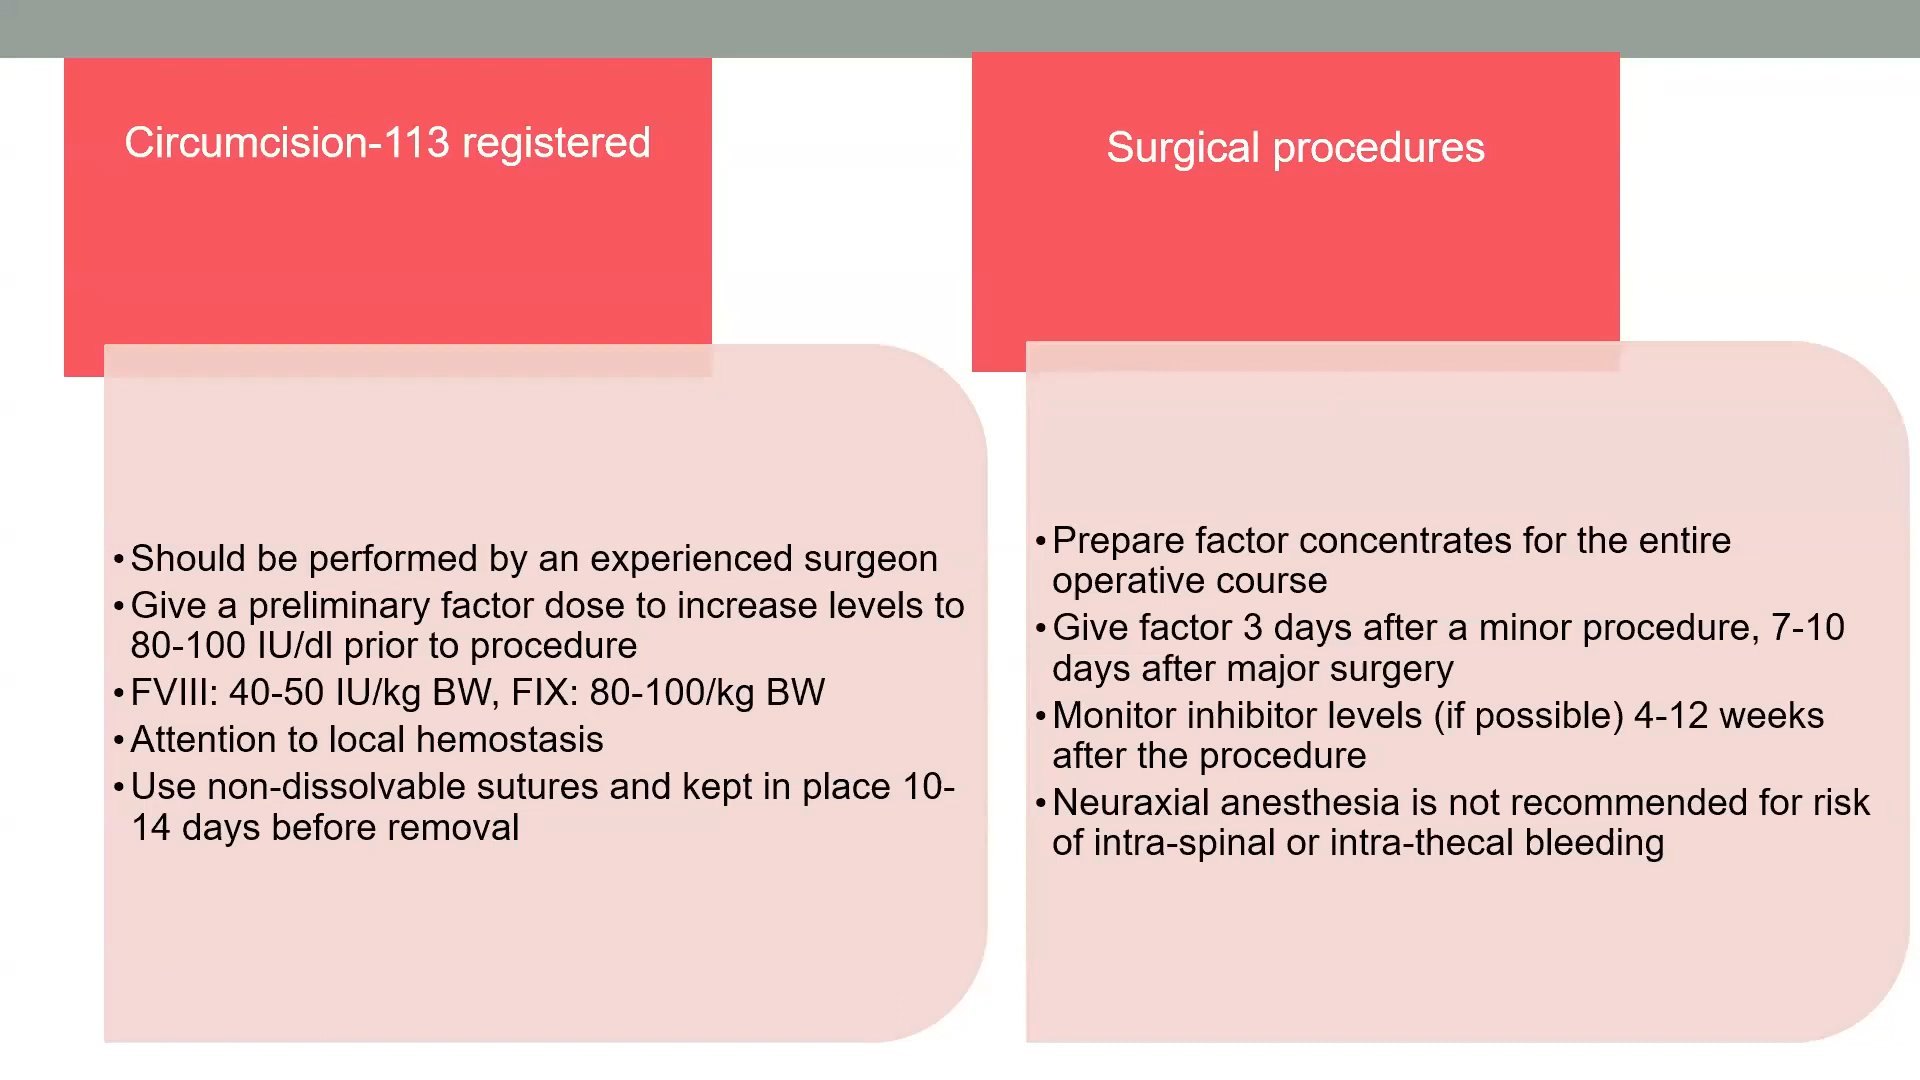 Circumcision-113 registered
•Should be performed by an experienced surgeon
•Give a preliminary factor dose to increase levels to
80-100 IU/dl prior to procedure
•FVIII: 40-50 IU/kg BW, FIX: 80-100/kg BW
•Attention to local hemostasis
•Use non-dissolvable sutures and kept in place 10-
14 days before removal
Surgical procedures
•Prepare factor concentrates for the entire
operative course
•Give factor 3 days after a minor procedure, 7-10
days after major surgery
•Monitor inhibitor levels (if possible) 4-12 weeks
after the procedure
•Neuraxial anesthesia is not recommended for risk
of intra-spinal or intra-thecal bleeding